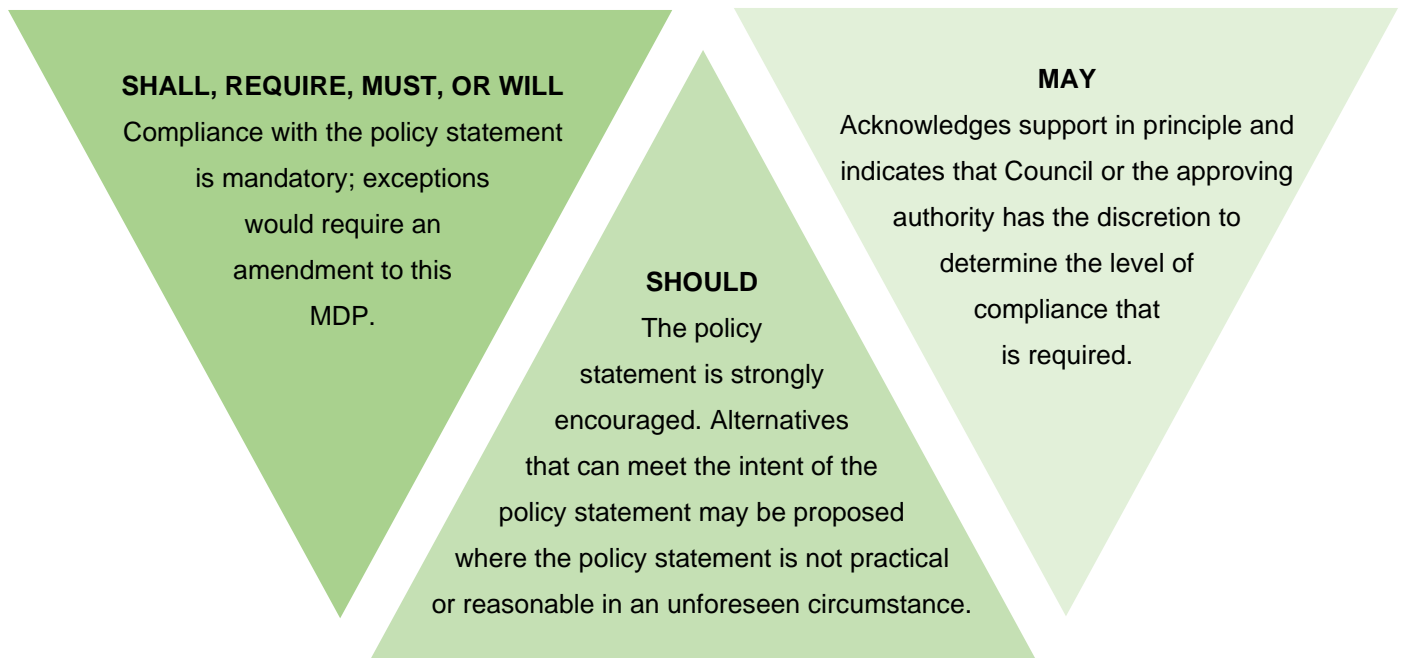 SHALL, REQUIRE, MUST, OR WILL
Compliance with the policy statement
is mandatory; exceptions
would require an
amendment to this
MDP.
SHOULD
The policy
statement is strongly
encouraged. Alternatives
that can meet the intent of the
policy statement may be proposed
where the policy statement is not practical
or reasonable in an unforeseen circumstance.
MAY
Acknowledges support in principle and
indicates that Council or the approving
authority has the discretion to
determine the level of
compliance that
is required.